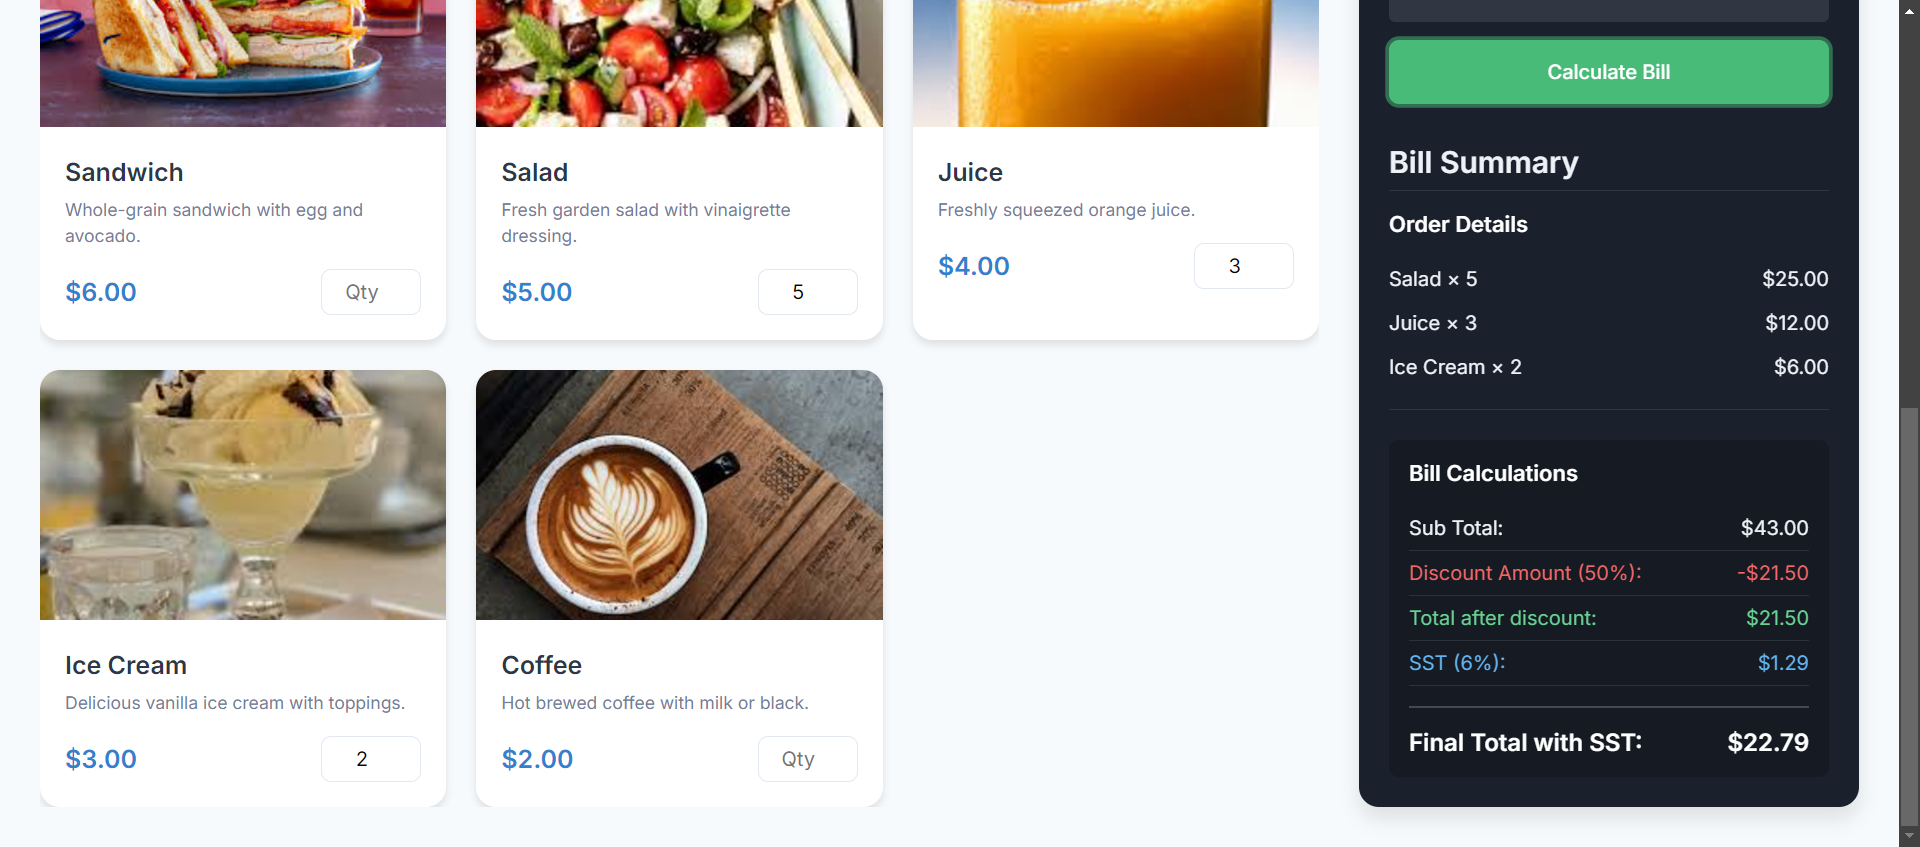 Sandwich
Whole-grain sandwich with egg and
avocado.
$6.00
Qty
Salad
Fresh garden salad with vinaigrette
dressing.
$5.00
5
Juice
Freshly squeezed orange juice.
$4.00
3
Ice Cream
Delicious vanilla ice cream with toppings.
$3.00
2
Coffee
Hot brewed coffee with milk or black.
$2.00
Qty
Calculate Bill
Bill Summary
Order Details
Salad × 5 $25.00
Juice × 3 $12.00
Ice Cream × 2 $6.00
Bill Calculations
Sub Total: $43.00
Discount Amount (50%): -$21.50
Total after discount: $21.50
SST (6%): $1.29
Final Total with SST: $22.79